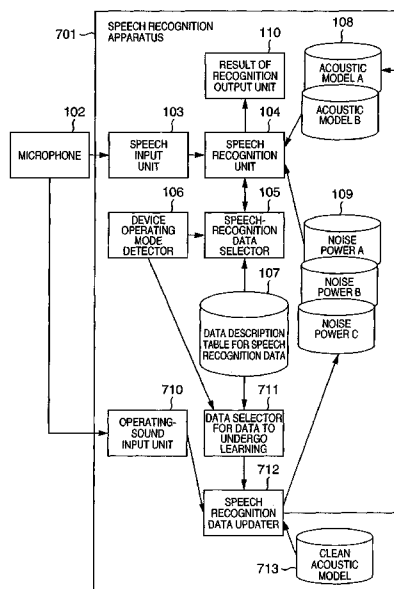 701
SPEECH RECOGNITION
APPARATUS
110
RESULT OF
RECOGNITION
OUTPUT UNIT
108
ACOUSTIC
MODEL A
ACOUSTIC
MODEL B
102
MICROPHONE
103
SPEECH
INPUT
UNIT
104
SPEECH
RECOGNITION
UNIT
106
DEVICE
OPERATING
MODE
DETECTOR
105
SPEECH-
RECOGNITION
DATA
SELECTOR
109
NOISE
POWER A
NOISE
POWER B
NOISE
POWER C
107
DATA DESCRIPTION
TABLE FOR SPEECH
RECOGNITION DATA
710
OPERATING-
SOUND INPUT
UNIT
711
DATA SELECTOR
FOR DATA TO
UNDERGO LEARNING
712
SPEECH
RECOGNITION
DATA UPDATER
713
CLEAN
ACOUSTIC
MODEL